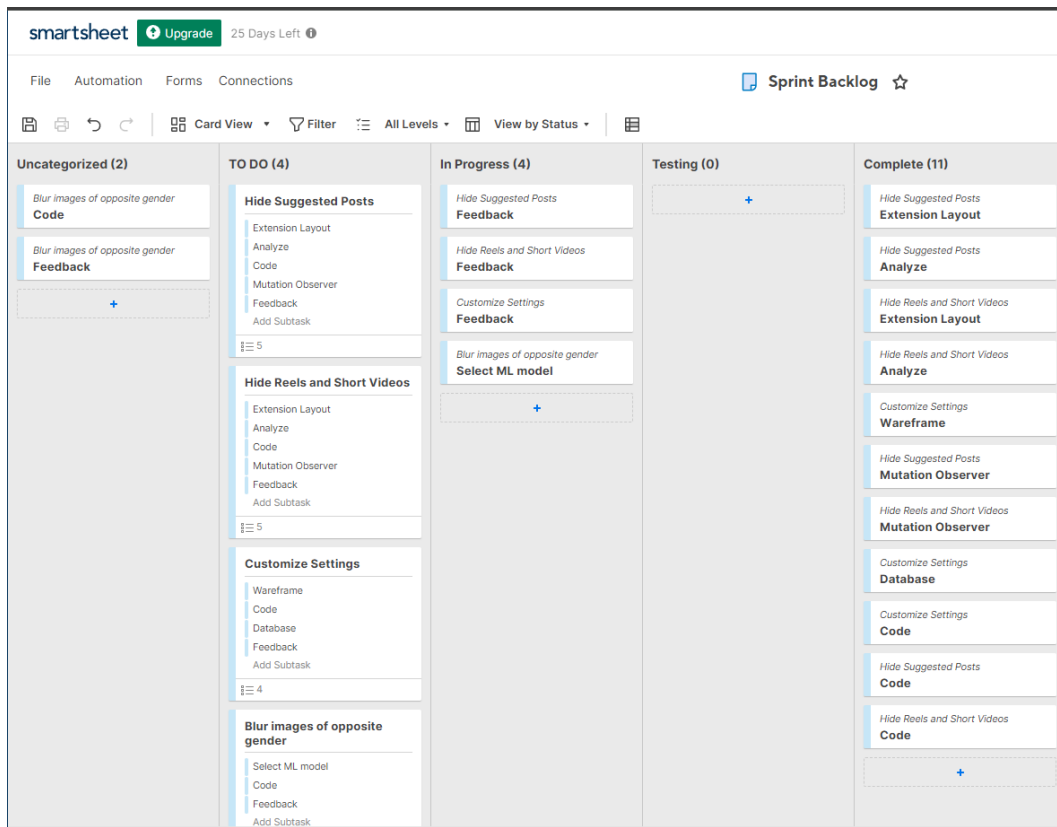 smartsheet Upgrade 25 Days Left
File Automation Forms Connections Sprint Backlog
Card View Filter All Levels View by Status
Uncategorized (2)
Blur images of opposite gender
Code
Blur images of opposite gender
Feedback
+
TO DO (4)
Hide Suggested Posts
Extension Layout
Analyze
Code
Mutation Observer
Feedback
Add Subtask
5
Hide Reels and Short Videos
Extension Layout
Analyze
Code
Mutation Observer
Feedback
Add Subtask
5
Customize Settings
Wareframe
Code
Database
Feedback
Add Subtask
4
Blur images of opposite
gender
Select ML model
Code
Feedback
Add Subtask
In Progress (4)
Hide Suggested Posts
Feedback
Hide Reels and Short Videos
Feedback
Customize Settings
Feedback
Blur images of opposite gender
Select ML model
+
Testing (0)
+
Complete (11)
Hide Suggested Posts
Extension Layout
Hide Suggested Posts
Analyze
Hide Reels and Short Videos
Extension Layout
Hide Reels and Short Videos
Analyze
Customize Settings
Wareframe
Hide Suggested Posts
Mutation Observer
Hide Reels and Short Videos
Mutation Observer
Customize Settings
Database
Customize Settings
Code
Hide Suggested Posts
Code
Hide Reels and Short Videos
Code
+